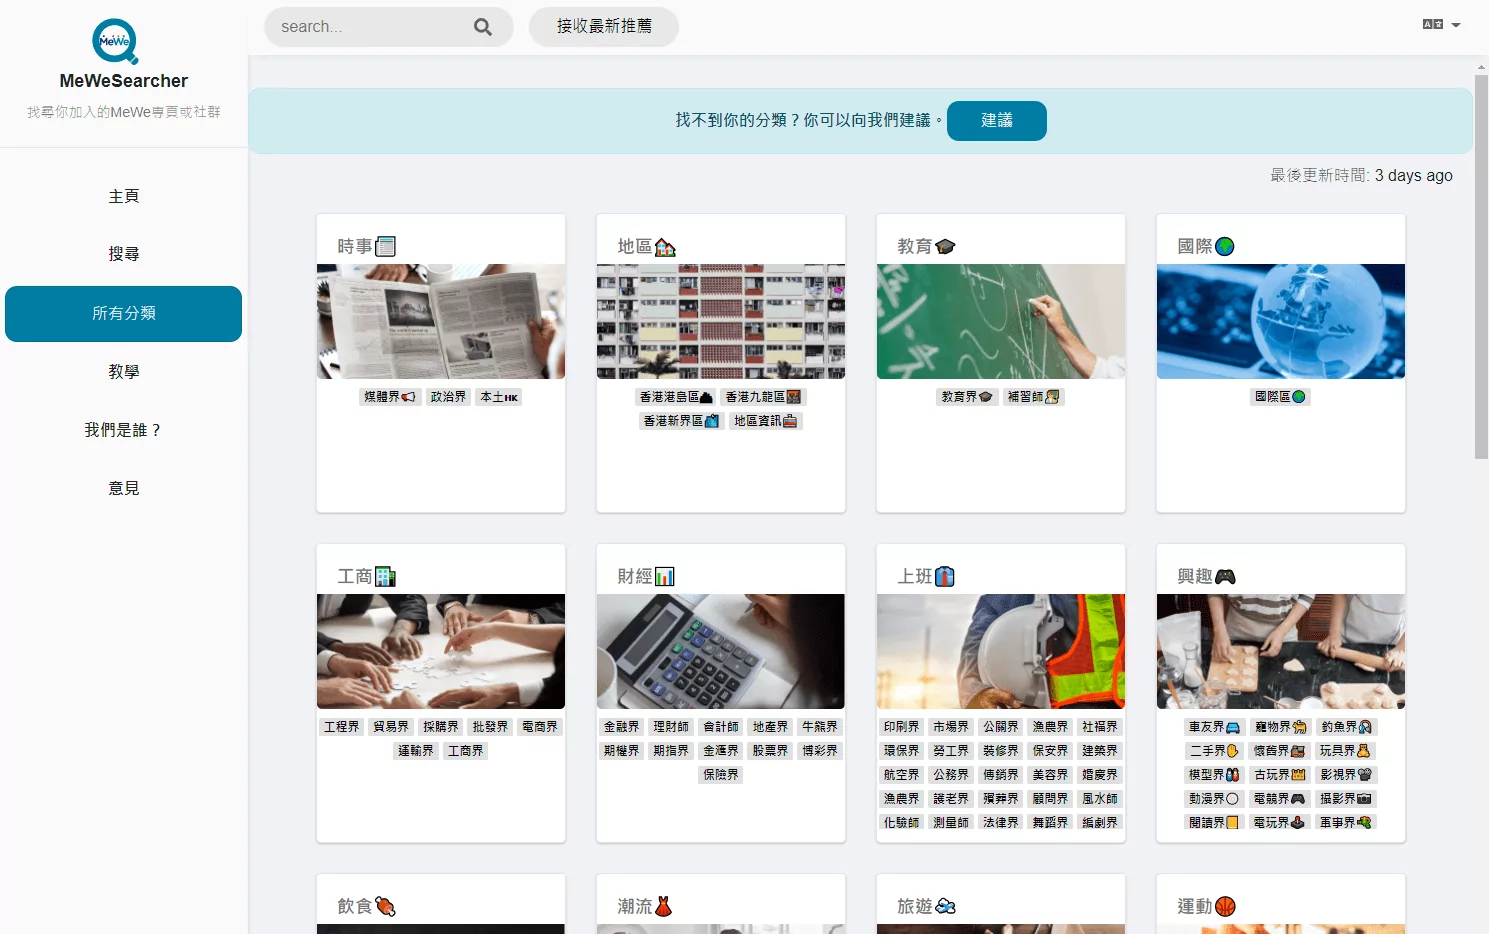 MeWe
MeWeSearcher
找尋你加入的MeWe專頁或社群
主頁
搜尋
所有分類
教學
我們是誰？
意見
search...
接收最新推薦
找不到你的分類？你可以向我們建議。 建議
最後更新時間: 3 days ago
時事
媒體界 政治界 本土HK
地區
香港港島區 香港九龍區
香港新界區 地區資訊
教育
教育界 補習師
國際
國際區
工商
工程界 貿易界 採購界 批發界 電商界
運輸界 工商界
財經
金融界 理財師 會計師 地產界 牛熊界
期權界 期指界 金滙界 股票界 博彩界
保險界
上班
印刷界 市場界 公關界 漁農界 社福界
環保界 勞工界 裝修界 保安界 建築界
航空界 公務界 傳銷界 美容界 婚慶界
漁農界 護老界 殯葬界 顧問界 風水師
化驗師 測量師 法律界 舞蹈界 編劇界
興趣
車友界 寵物界 釣魚界
二手界 懷舊界 玩具界
模型界 古玩界 影視界
動漫界 電競界 攝影界
閱讀界 電玩界 軍事界
飲食
潮流
旅遊
運動